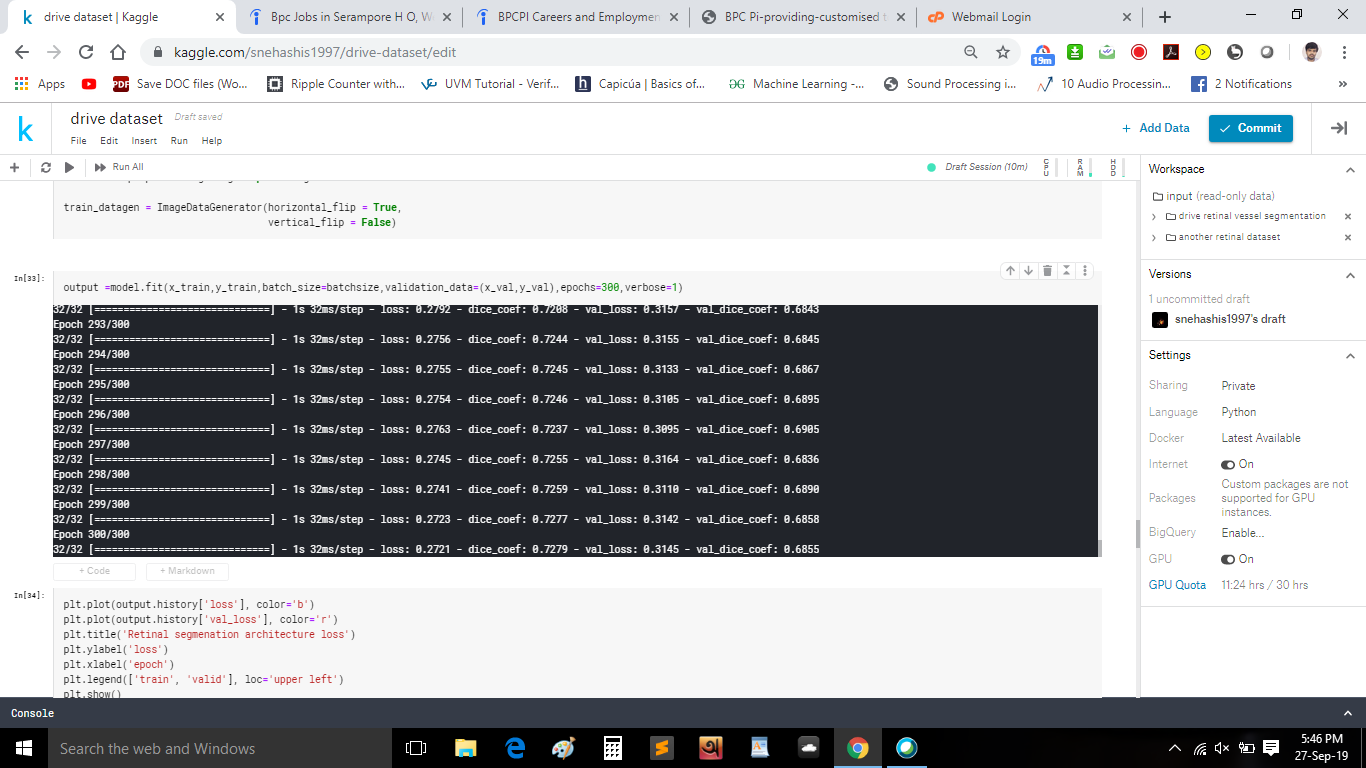 drive dataset | Kaggle
Bpc Jobs in Serampore H O, W
BPCPI Careers and Employmen
BPC Pi-providing-customised t
Webmail Login
kaggle.com/snehashis1997/drive-dataset/edit
19m
Apps
PDF Save DOC files (Wo...
Ripple Counter with...
UVM Tutorial - Verif...
h Capicúa | Basics of...
Machine Learning -...
Sound Processing i...
10 Audio Processin...
2 Notifications
»
k
drive dataset Draft saved
File Edit Insert Run Help
+ Add Data
Commit
Run All
Draft Session (10m)
CPU
RAM
HDD
train_datagen = ImageDataGenerator(horizontal_flip = True,
vertical_flip = False)
In[33]:
output =model.fit(x_train,y_train,batch_size=batchsize,validation_data=(x_val,y_val),epochs=300,verbose=1)
32/32 [==============================] - 1s 32ms/step - loss: 0.2792 - dice_coef: 0.7208 - val_loss: 0.3157 - val_dice_coef: 0.6843
Epoch 293/300
32/32 [==============================] - 1s 32ms/step - loss: 0.2756 - dice_coef: 0.7244 - val_loss: 0.3155 - val_dice_coef: 0.6845
Epoch 294/300
32/32 [==============================] - 1s 32ms/step - loss: 0.2755 - dice_coef: 0.7245 - val_loss: 0.3133 - val_dice_coef: 0.6867
Epoch 295/300
32/32 [==============================] - 1s 32ms/step - loss: 0.2754 - dice_coef: 0.7246 - val_loss: 0.3105 - val_dice_coef: 0.6895
Epoch 296/300
32/32 [==============================] - 1s 32ms/step - loss: 0.2763 - dice_coef: 0.7237 - val_loss: 0.3095 - val_dice_coef: 0.6905
Epoch 297/300
32/32 [==============================] - 1s 32ms/step - loss: 0.2745 - dice_coef: 0.7255 - val_loss: 0.3164 - val_dice_coef: 0.6836
Epoch 298/300
32/32 [==============================] - 1s 32ms/step - loss: 0.2741 - dice_coef: 0.7259 - val_loss: 0.3110 - val_dice_coef: 0.6890
Epoch 299/300
32/32 [==============================] - 1s 32ms/step - loss: 0.2723 - dice_coef: 0.7277 - val_loss: 0.3142 - val_dice_coef: 0.6858
Epoch 300/300
32/32 [==============================] - 1s 32ms/step - loss: 0.2721 - dice_coef: 0.7279 - val_loss: 0.3145 - val_dice_coef: 0.6855
+ Code + Markdown
In[34]:
plt.plot(output.history['loss'], color='b')
plt.plot(output.history['val_loss'], color='r')
plt.title('Retinal segmenation architecture loss')
plt.ylabel('loss')
plt.xlabel('epoch')
plt.legend(['train', 'valid'], loc='upper left')
plt.show()
Workspace
input (read-only data)
drive retinal vessel segmentation
another retinal dataset
Versions
1 uncommitted draft
snehashis1997's draft
Settings
Sharing Private
Language Python
Docker Latest Available
Internet On
Packages Custom packages are not
supported for GPU
instances.
BigQuery Enable...
GPU On
GPU Quota 11:24 hrs / 30 hrs
Console
Search the web and Windows
5:46 PM
27-Sep-19